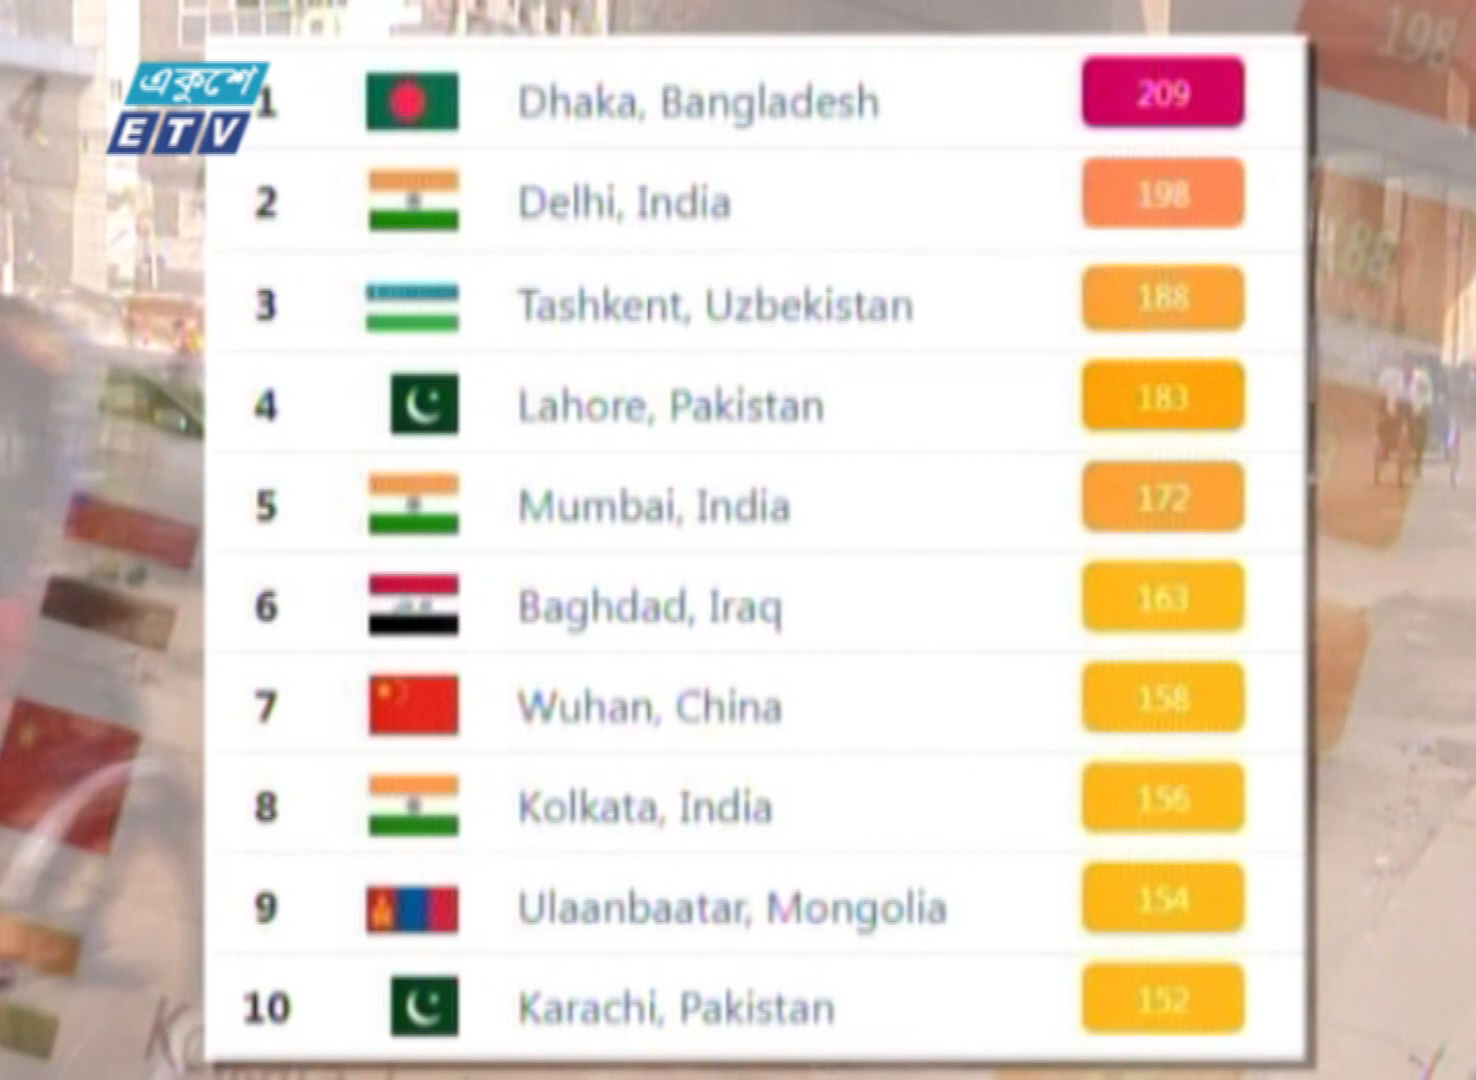 একুশে
ETV
1 Dhaka, Bangladesh 209
2 Delhi, India 198
3 Tashkent, Uzbekistan 188
4 Lahore, Pakistan 183
5 Mumbai, India 172
6 Baghdad, Iraq 163
7 Wuhan, China 158
8 Kolkata, India 156
9 Ulaanbaatar, Mongolia 154
10 Karachi, Pakistan 152
198
188